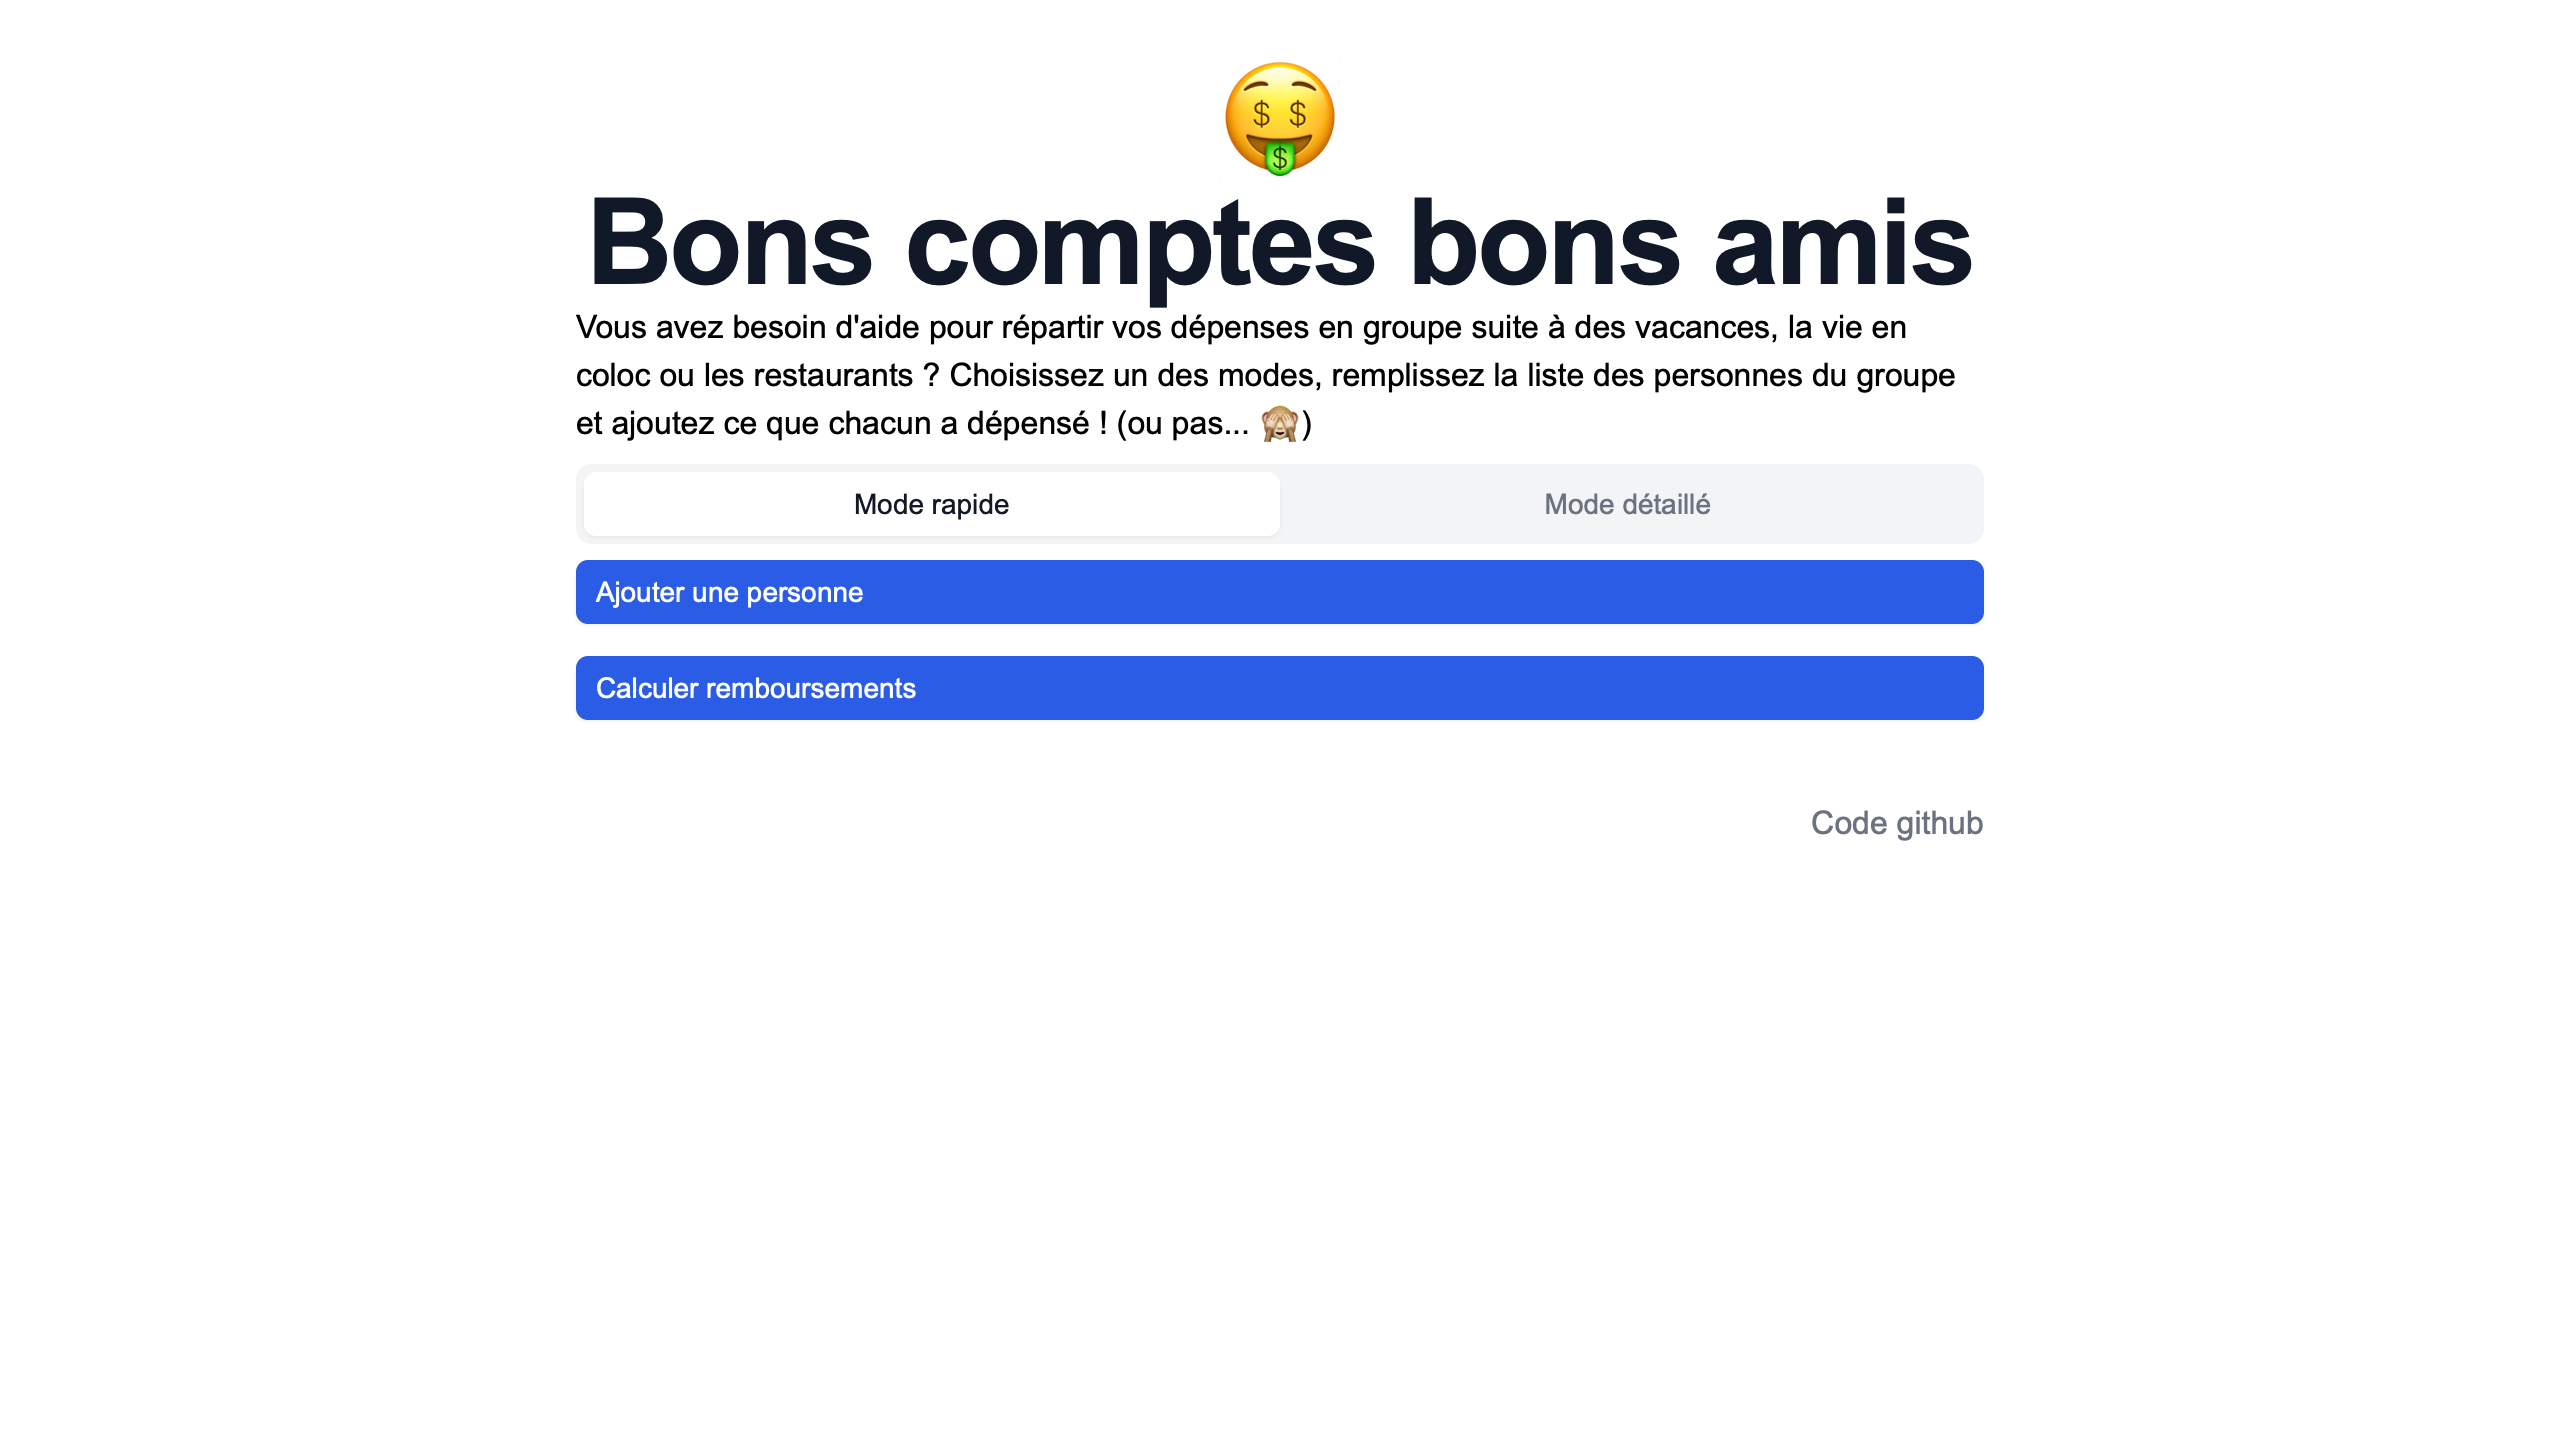 Bons comptes bons amis
Vous avez besoin d'aide pour répartir vos dépenses en groupe suite à des vacances, la vie en
coloc ou les restaurants ? Choisissez un des modes, remplissez la liste des personnes du groupe
et ajoutez ce que chacun a dépensé ! (ou pas... 🙈)
Mode rapide
Mode détaillé
Ajouter une personne
Calculer remboursements
Code github